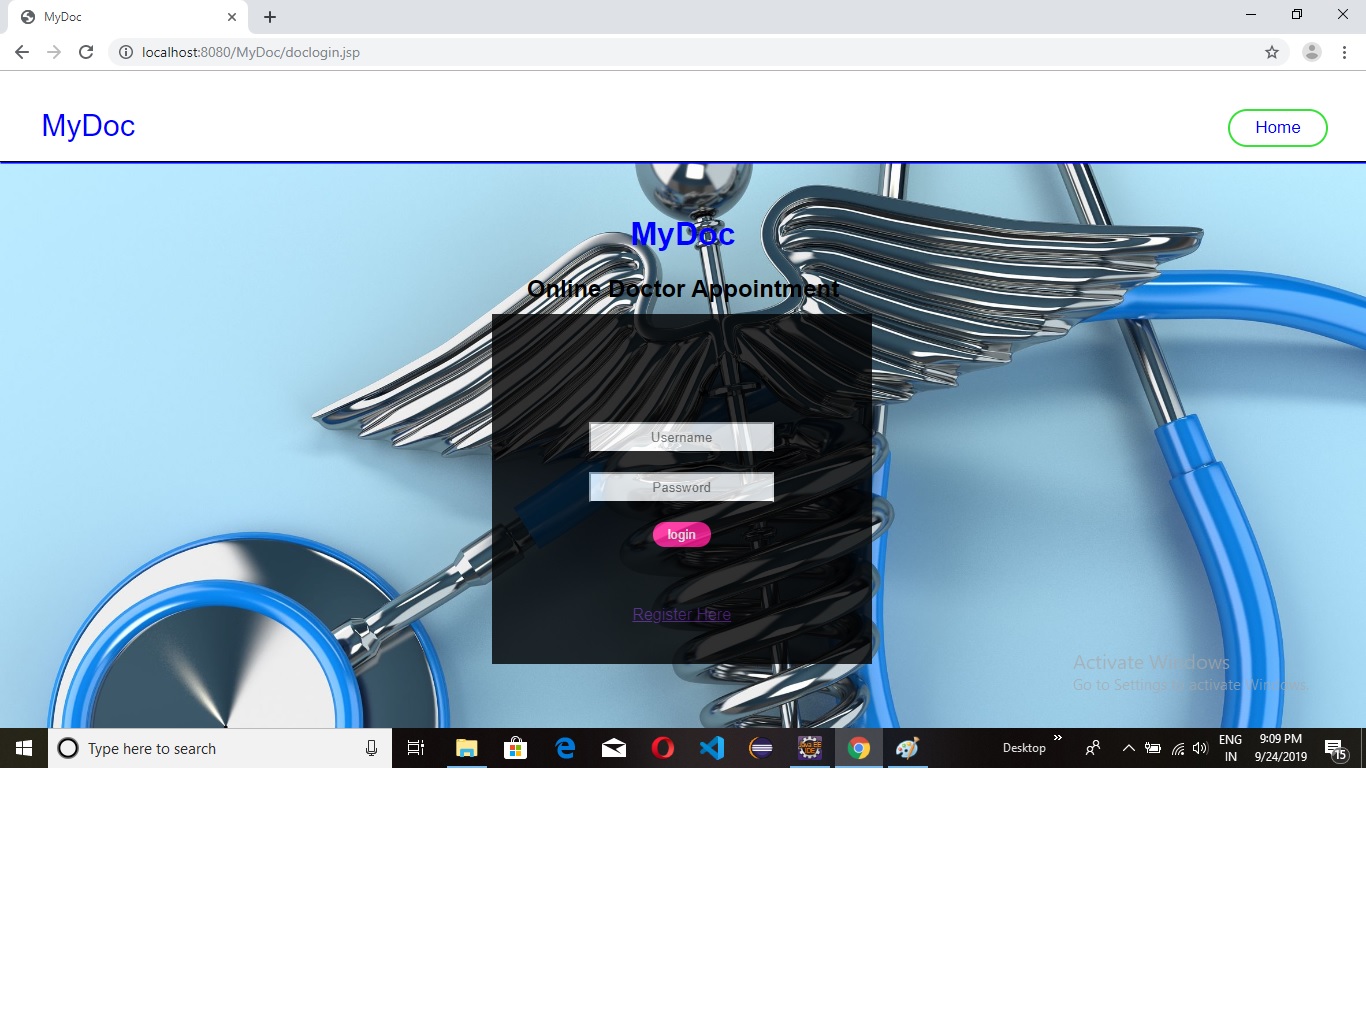 MyDoc
localhost:8080/MyDoc/doclogin.jsp
MyDoc
Home
MyDoc
Online Doctor Appointment
Username
Password
login
Register Here
Activate Windows
Go to Settings to activate Windows.
Type here to search
Desktop
ENG
IN
9:09 PM
9/24/2019
15